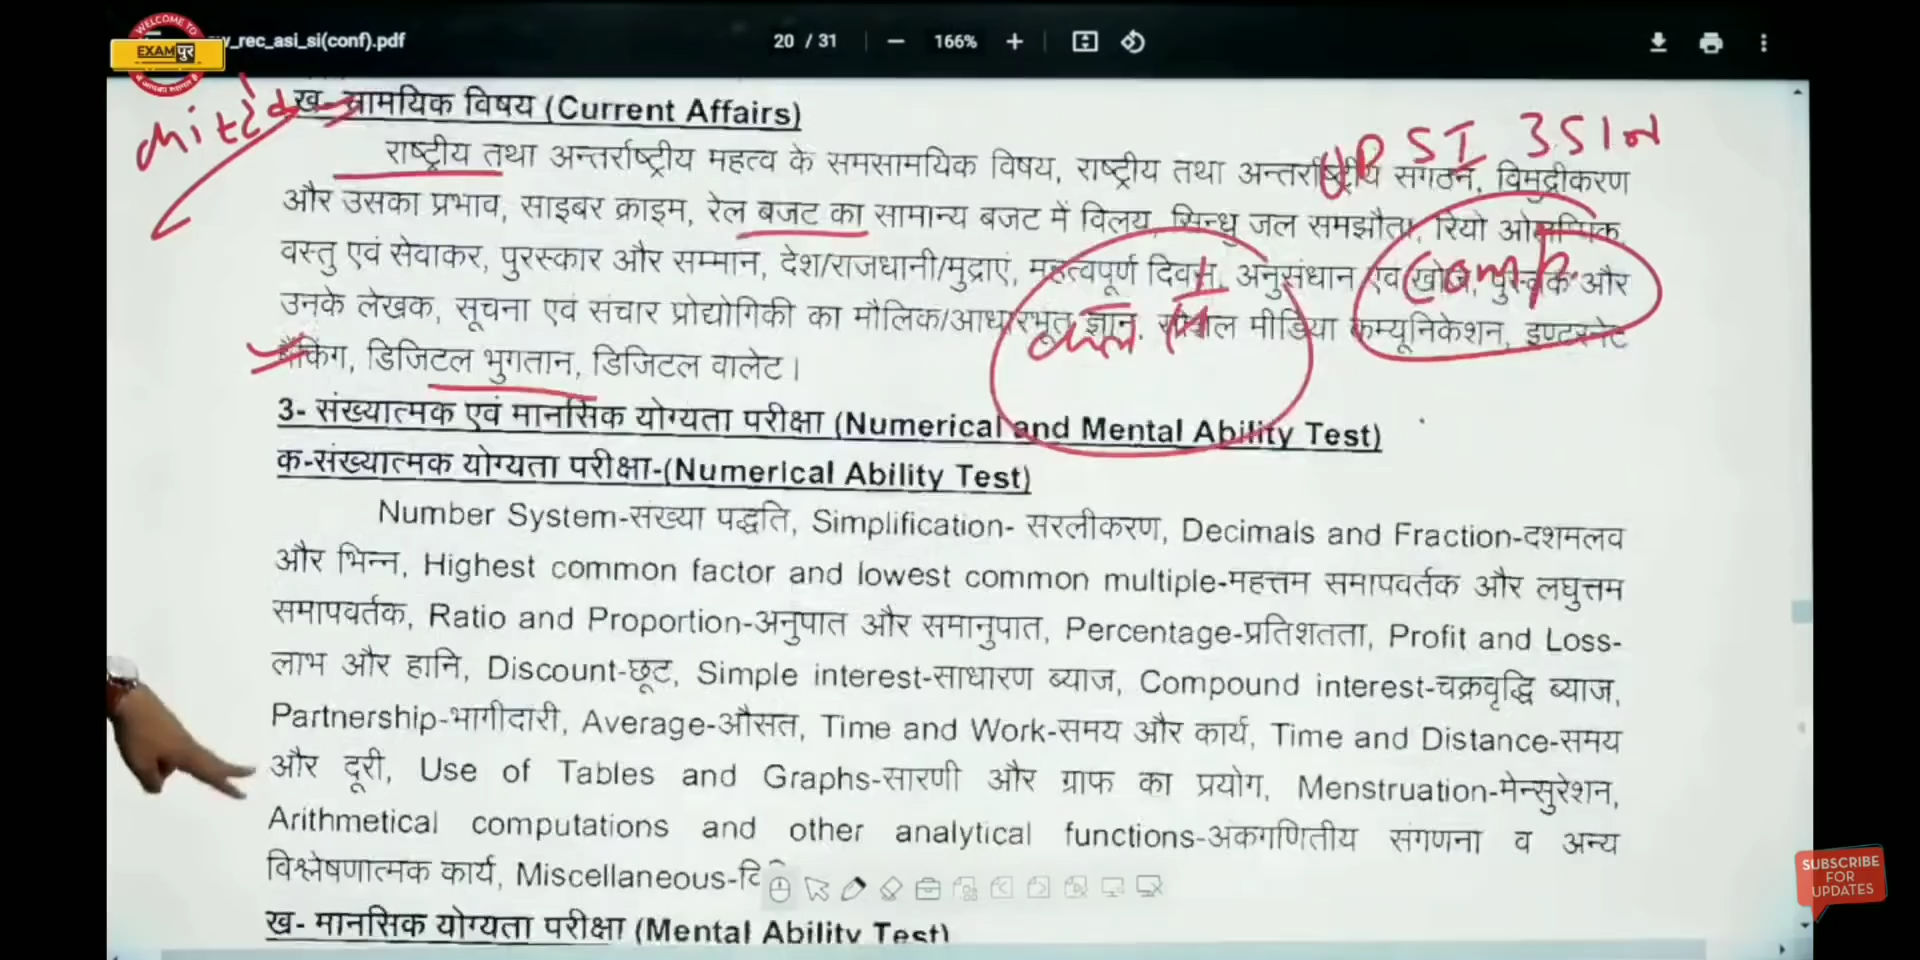 WELCOME TO
EXAMपुर
v_rec_asi_si(conf).pdf
20 / 31
166%
ख- सामयिक विषय (Current Affairs)
UP SI
राष्ट्रीय तथा अन्तर्राष्ट्रीय महत्व के समसामयिक विषय, राष्ट्रीय तथा अन्तर्राष्ट्रीय संगठन, विमुद्रीकरण
और उसका प्रभाव, साइबर क्राइम, रेल बजट का सामान्य बजट में विलय, सिन्धु जल समझौता, रियो ओलम्पिक,
वस्तु एवं सेवाकर, पुरस्कार और सम्मान, देश/राजधानी/मुद्राएं, महत्वपूर्ण दिवस, अनुसंधान एवं खोज, पुस्तक और
उनके लेखक, सूचना एवं संचार प्रोद्योगिकी का मौलिक/आधारभूत ज्ञान. सोशल मीडिया कम्यूनिकेशन, इण्टरनेट
बैंकिंग, डिजिटल भुगतान, डिजिटल वालेट।
3- संख्यात्मक एवं मानसिक योग्यता परीक्षा (Numerical and Mental Ability Test)
क-संख्यात्मक योग्यता परीक्षा-(Numerical Ability Test)
Number System-संख्या पद्धति, Simplification- सरलीकरण, Decimals and Fraction-दशमलव
और भिन्न, Highest common factor and lowest common multiple-महत्तम समापवर्तक और लघुत्तम
समापवर्तक, Ratio and Proportion-अनुपात और समानुपात, Percentage-प्रतिशतता, Profit and Loss-
लाभ और हानि, Discount-छूट, Simple interest-साधारण ब्याज, Compound interest-चक्रवृद्धि ब्याज,
Partnership-भागीदारी, Average-औसत, Time and Work-समय और कार्य, Time and Distance-समय
और दूरी, Use of Tables and Graphs-सारणी और ग्राफ का प्रयोग, Menstruation-मेन्सुरेशन,
Arithmetical computations and other analytical functions-अंकगणितीय संगणना व अन्य
विश्लेषणात्मक कार्य, Miscellaneous-वि
ख- मानसिक योग्यता परीक्षा (Mental Ability Test)
SUBSCRIBE
FOR
UPDATES